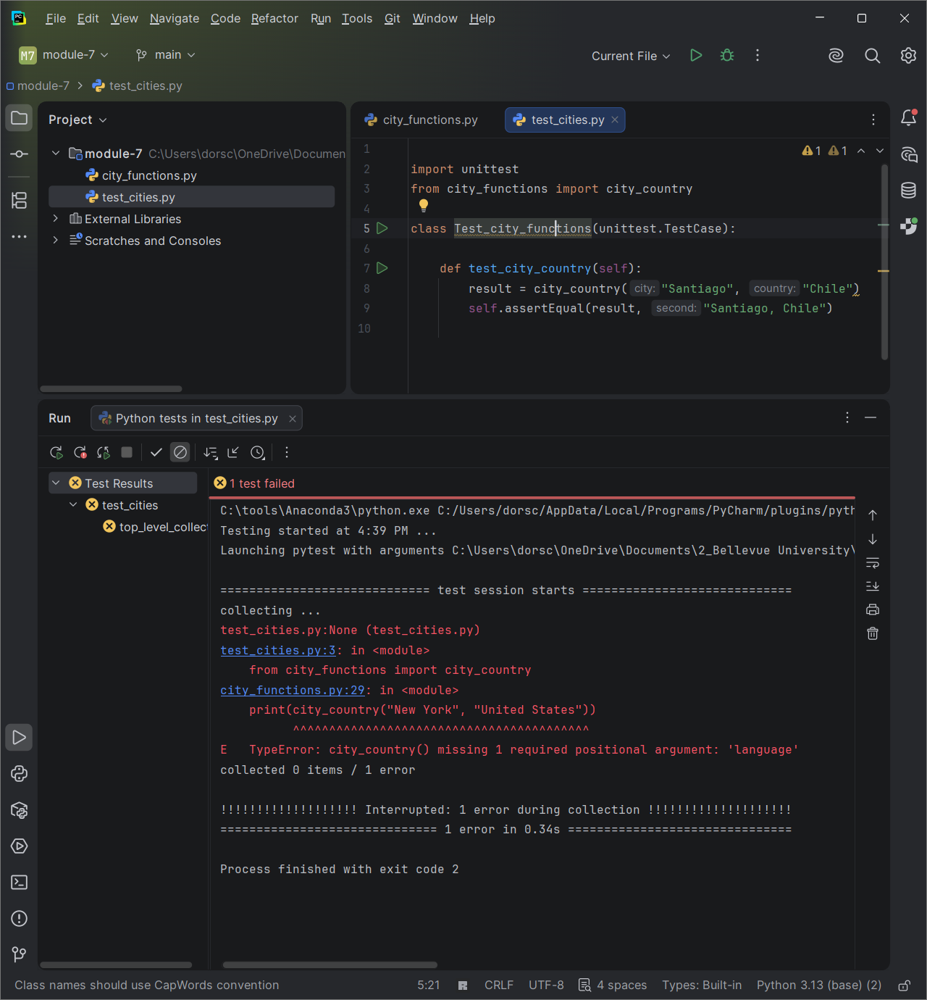 File Edit View Navigate Code Refactor Run Tools Git Window Help
M7 module-7 main Current File
module-7 > test_cities.py
Project
module-7 C:\Users\dorsc\OneDrive\Documen
city_functions.py
test_cities.py
External Libraries
Scratches and Consoles
city_functions.py test_cities.py
1 1 1
2 import unittest
3 from city_functions import city_country
4
5 class Test_city_functions(unittest.TestCase):
6
7 def test_city_country(self):
8 result = city_country( city: "Santiago", country: "Chile")
9 self.assertEqual(result, second: "Santiago, Chile")
10
Run Python tests in test_cities.py
Test Results
test_cities
top_level_collect
1 test failed
C:\tools\Anaconda3\python.exe C:/Users/dorsc/AppData/Local/Programs/PyCharm/plugins/pyth
Testing started at 4:39 PM ...
Launching pytest with arguments C:\Users\dorsc\OneDrive\Documents\2_Bellevue University\
============================= test session starts =============================
collecting ...
test_cities.py:None (test_cities.py)
test_cities.py:3: in <module>
from city_functions import city_country
city_functions.py:29: in <module>
print(city_country("New York", "United States"))
^^^^^^^^^^^^^^^^^^^^^^^^^^^^^^^^^^^^^^^^^
E TypeError: city_country() missing 1 required positional argument: 'language'
collected 0 items / 1 error
!!!!!!!!!!!!!!!!!!! Interrupted: 1 error during collection !!!!!!!!!!!!!!!!!!!!
============================== 1 error in 0.34s ===============================
Process finished with exit code 2
Class names should use CapWords convention 5:21 CRLF UTF-8 4 spaces Types: Built-in Python 3.13 (base) (2)